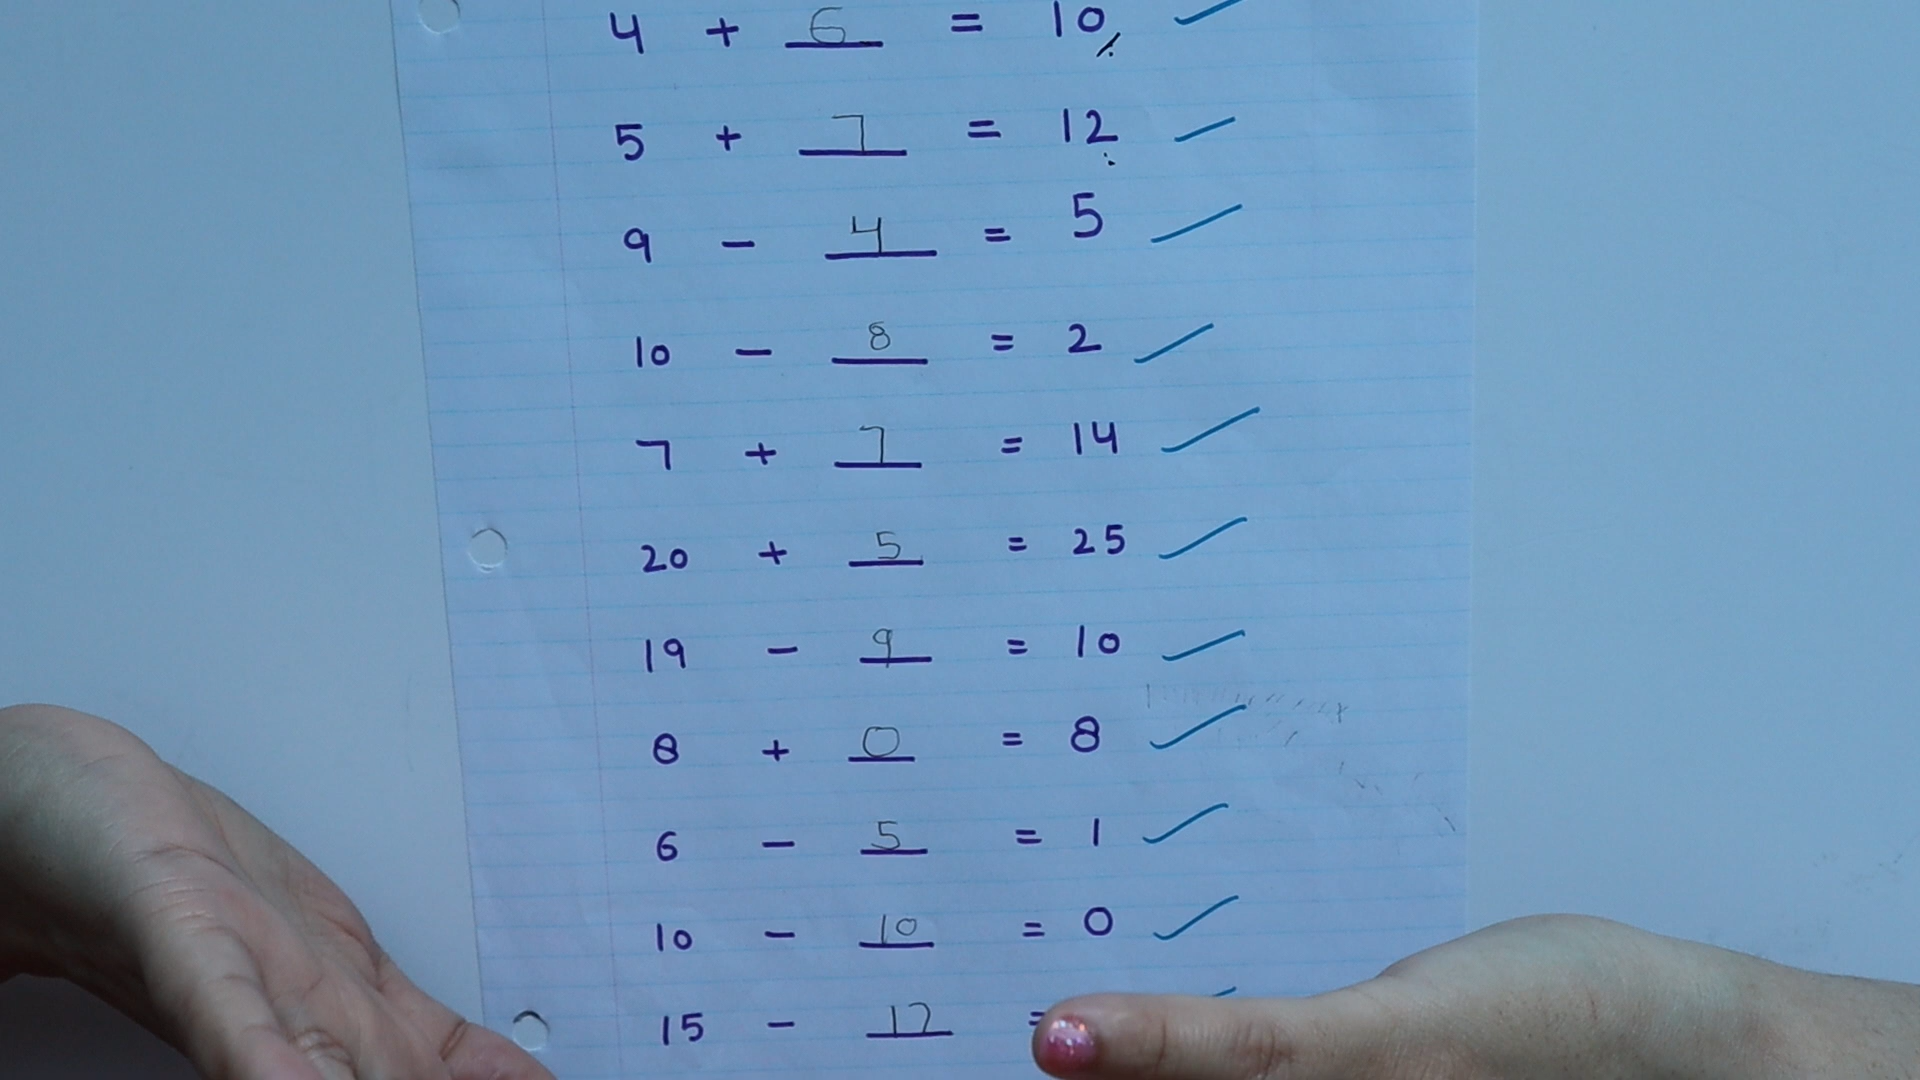 4 + 6 = 10
5 + 7 = 12
9 - 4 = 5
10 - 8 = 2
7 + 7 = 14
20 + 5 = 25
19 - 9 = 10
8 + 0 = 8
6 - 5 = 1
10 - 10 = 0
15 - 12 =